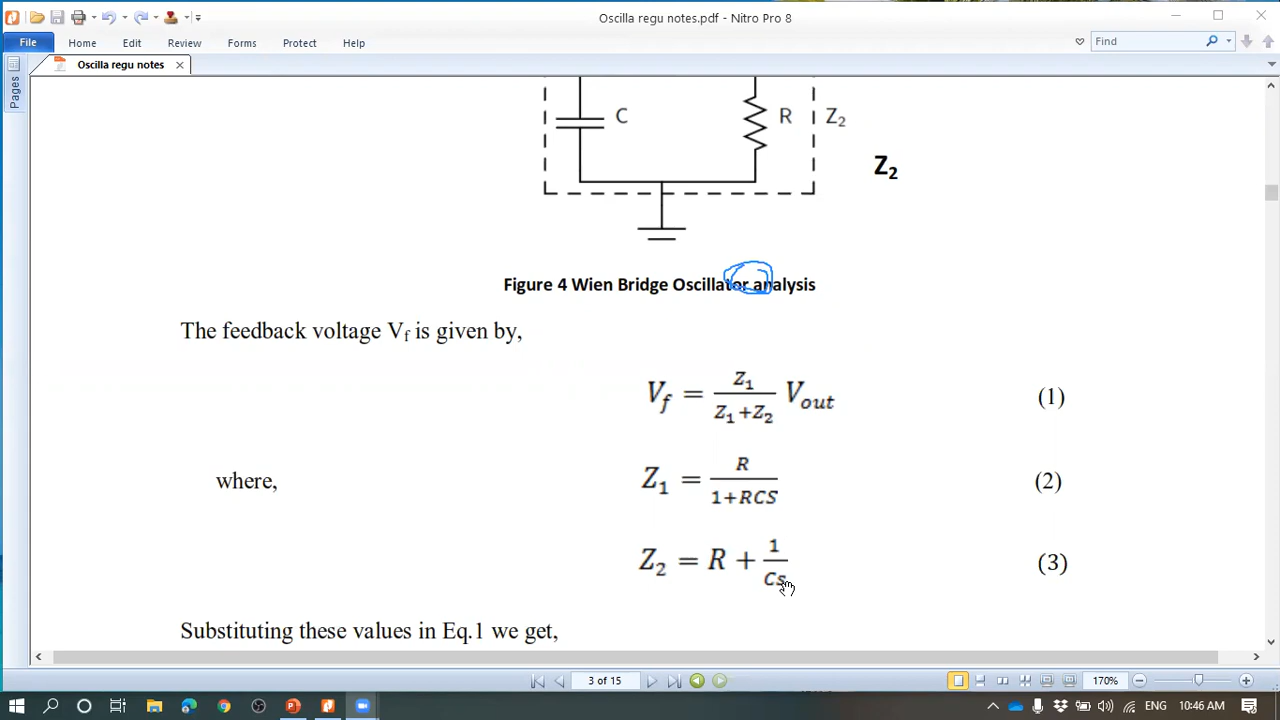 Oscilla regu notes.pdf - Nitro Pro 8
File Home Edit Review Forms Protect Help
Find
Oscilla regu notes
Pages
C R Z₂
Z₂
Figure 4 Wien Bridge Oscillator analysis
The feedback voltage V_f is given by,
V_f = Z₁ / (Z₁+Z₂) V_out (1)
where, Z₁ = R / (1+RCS) (2)
Z₂ = R + 1 / Cs (3)
Substituting these values in Eq.1 we get,
3 of 15
170%
ENG 10:46 AM